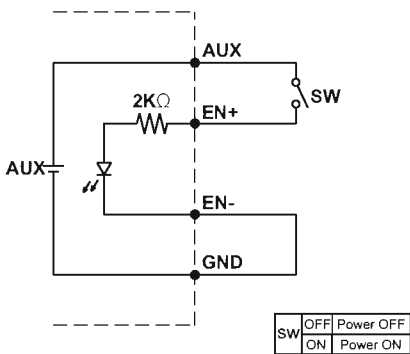 AUX
2KΩ
EN+
SW
AUX
EN-
GND
SW OFF Power OFF
ON Power ON